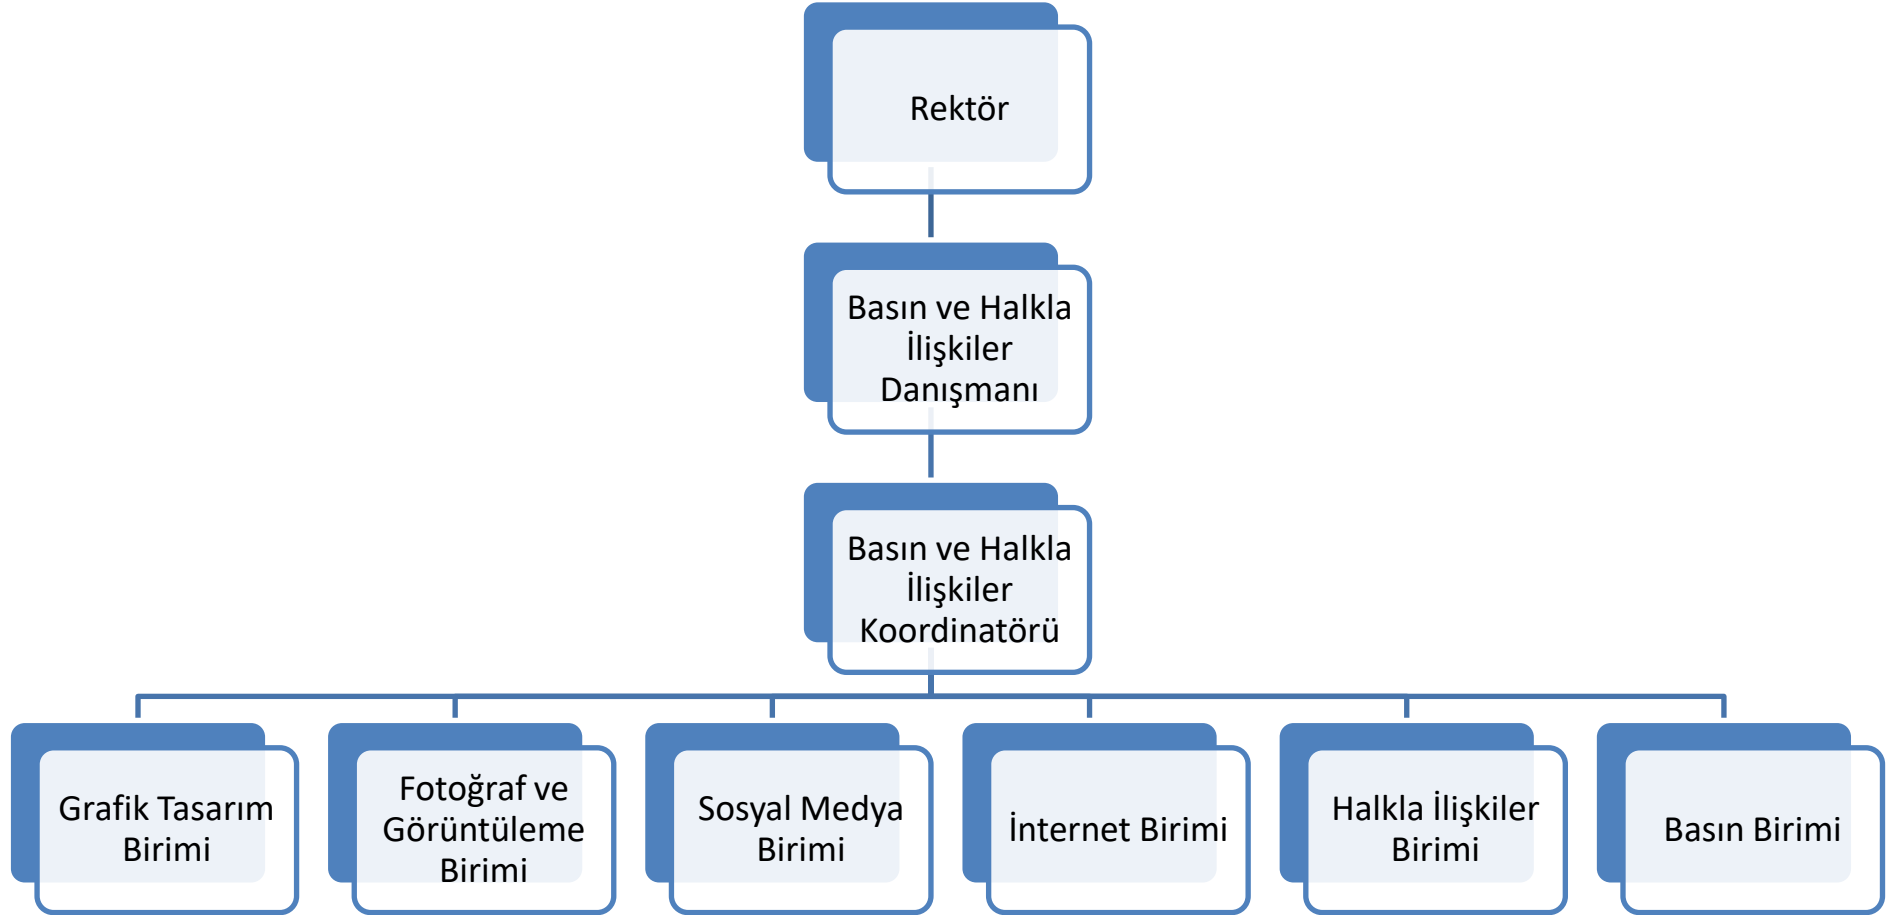 Rektör
Basın ve Halkla
İlişkiler
Danışmanı
Basın ve Halkla
İlişkiler
Koordinatörü
Grafik Tasarım
Birimi
Fotoğraf ve
Görüntüleme
Birimi
Sosyal Medya
Birimi
İnternet Birimi
Halkla İlişkiler
Birimi
Basın Birimi